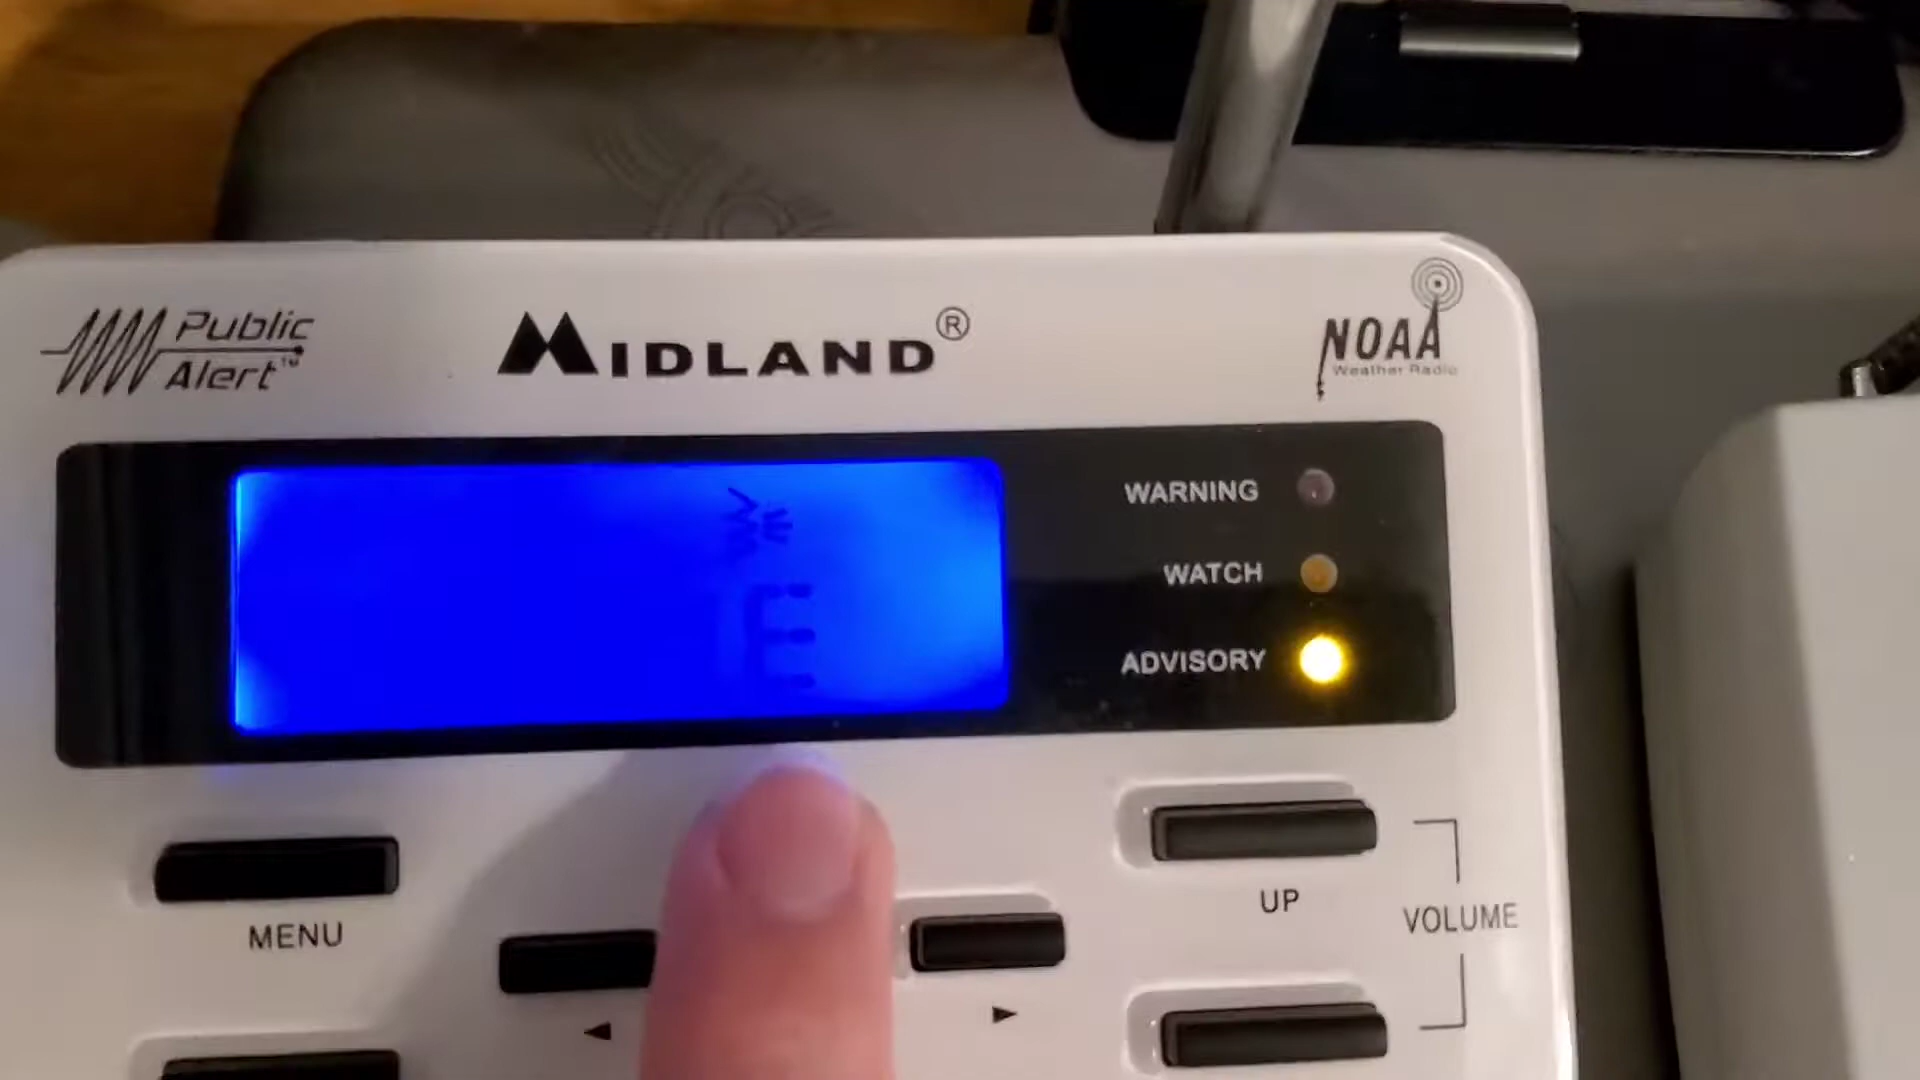 Public
Alert™
MIDLAND®
NOAA
Weather Radio
WARNING
WATCH
ADVISORY
MENU
UP
VOLUME
◄
►